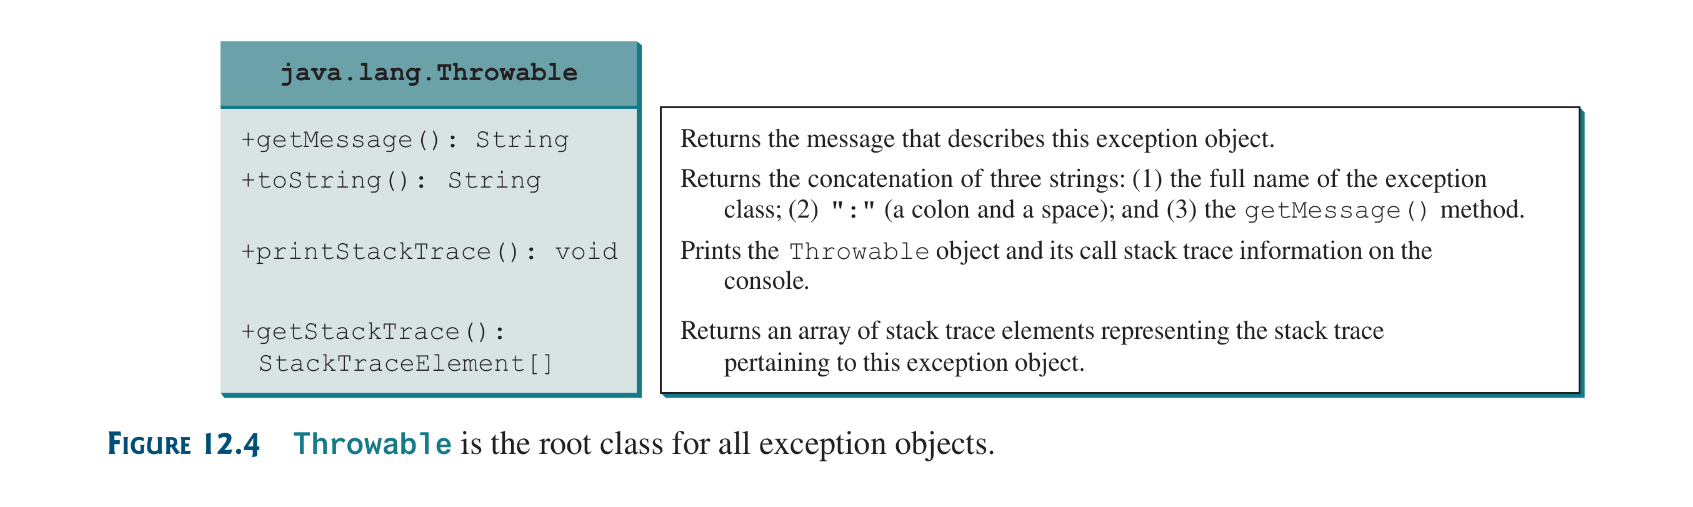 java.lang.Throwable
+getMessage(): String
Returns the message that describes this exception object.
+toString(): String
Returns the concatenation of three strings: (1) the full name of the exception
class; (2) ":" (a colon and a space); and (3) the getMessage() method.
+printStackTrace(): void
Prints the Throwable object and its call stack trace information on the
console.
+getStackTrace():
StackTraceElement[]
Returns an array of stack trace elements representing the stack trace
pertaining to this exception object.
FIGURE 12.4 Throwable is the root class for all exception objects.